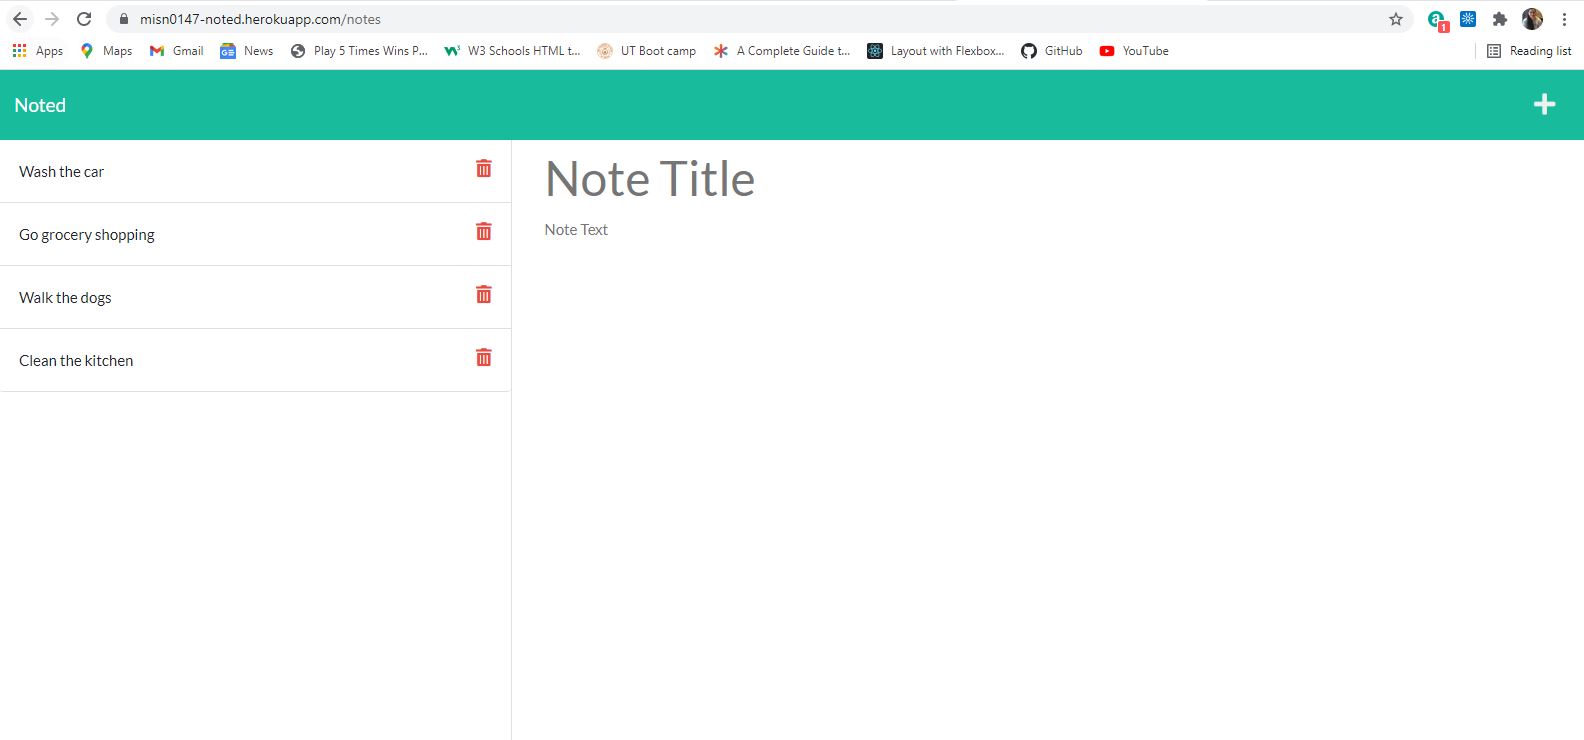 misn0147-noted.herokuapp.com/notes
1
Apps Maps Gmail News Play 5 Times Wins P... W3 Schools HTML t... UT Boot camp A Complete Guide t... Layout with Flexbox... GitHub YouTube Reading list
Noted
Wash the car
Go grocery shopping
Walk the dogs
Clean the kitchen
Note Title
Note Text